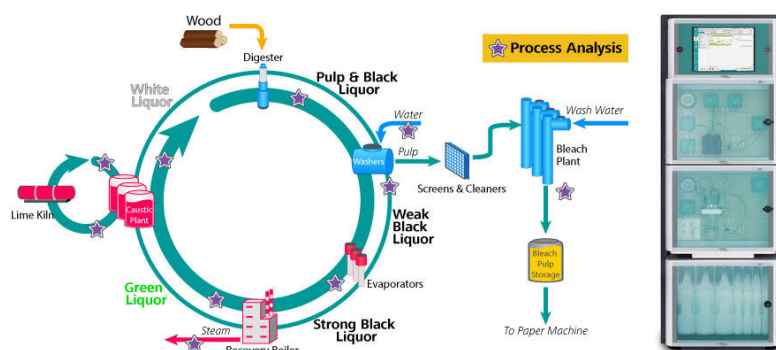 Wood
Digester
Process Analysis
White
Liquor
Pulp & Black
Liquor
Water
Wash Water
Pulp
Washers
Bleach
Plant
Screens & Cleaners
Lime Kiln
Caustic
Plant
Weak
Black
Liquor
Bleach
Pulp
Storage
Evaporators
Green
Liquor
Strong Black
Liquor
Steam
Recovery Boiler
To Paper Machine